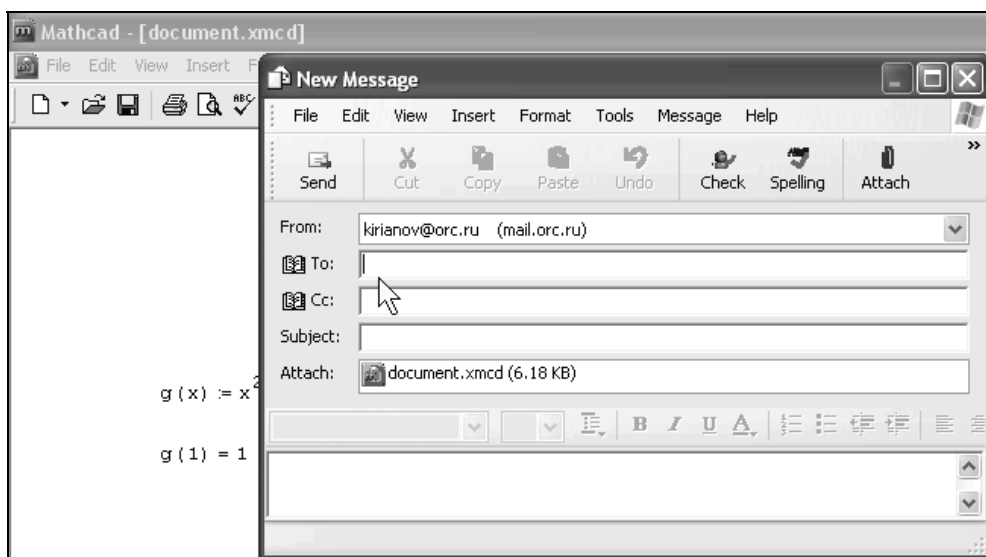 Mathcad - [document.xmcd]
File Edit View Insert F
ABC
New Message
File Edit View Insert Format Tools Message Help
Send Cut Copy Paste Undo Check Spelling Attach »
From: kirianov@orc.ru (mail.orc.ru)
To:
Cc:
Subject:
Attach: document.xmcd (6.18 KB)
B I U A
g(x) := x²
g(1) = 1